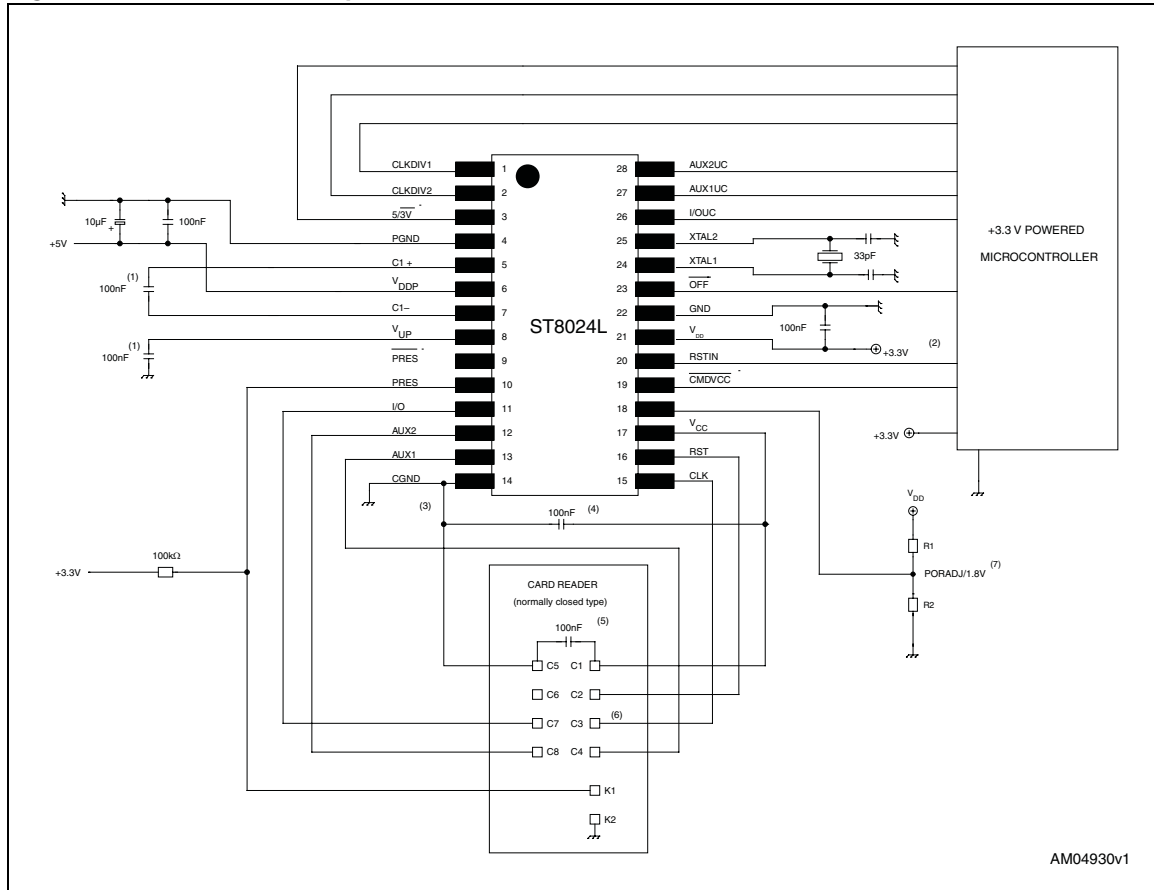 CLKDIV1 1
CLKDIV2 2
5/3V 3
PGND 4
C1 + 5
VDDP 6
C1– 7
VUP 8
PRES 9
PRES 10
I/O 11
AUX2 12
AUX1 13
CGND 14
ST8024L
28 AUX2UC
27 AUX1UC
26 I/OUC
25 XTAL2
24 XTAL1
23 OFF
22 GND
21 VDD
20 RSTIN
19 CMDVCC
18
17 VCC
16 RST
15 CLK
10µF
+
100nF
+5V
(1)
100nF
(1)
100nF
33pF
100nF
+3.3V (2)
+3.3 V POWERED
MICROCONTROLLER
+3.3V
(3)
100nF (4)
100kΩ
+3.3V
VDD
R1
PORADJ/1.8V (7)
R2
CARD READER
(normally closed type)
100nF (5)
C5 C1
C6 C2
C7 C3 (6)
C8 C4
K1
K2
AM04930v1